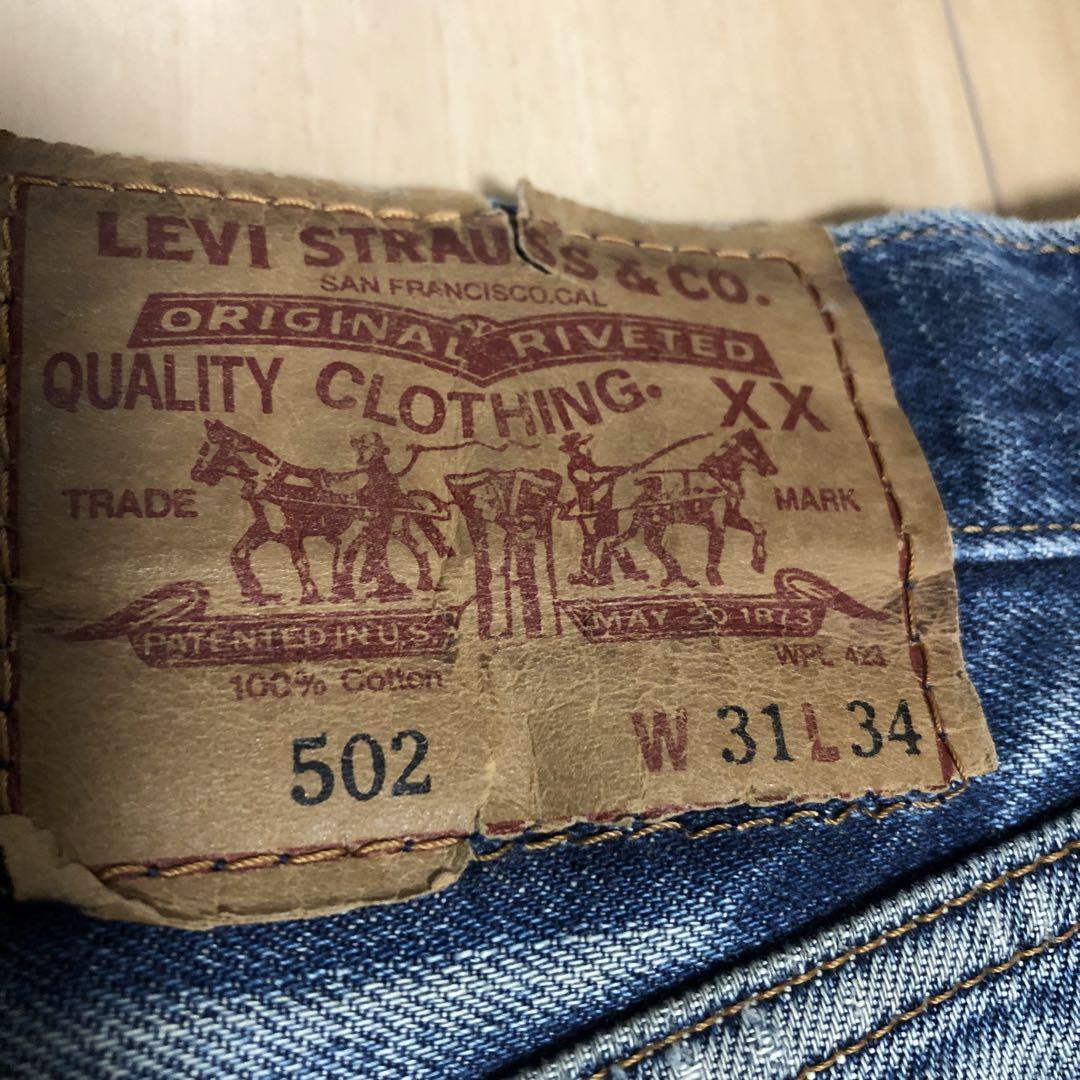 LEVI STRAUSS & CO.
SAN FRANCISCO.CAL
ORIGINAL RIVETED
QUALITY CLOTHING. XX
TRADE MARK
PATENTED IN U.S. MAY 20 1873
WPL 423
100% Cotton
502 W 31 L 34